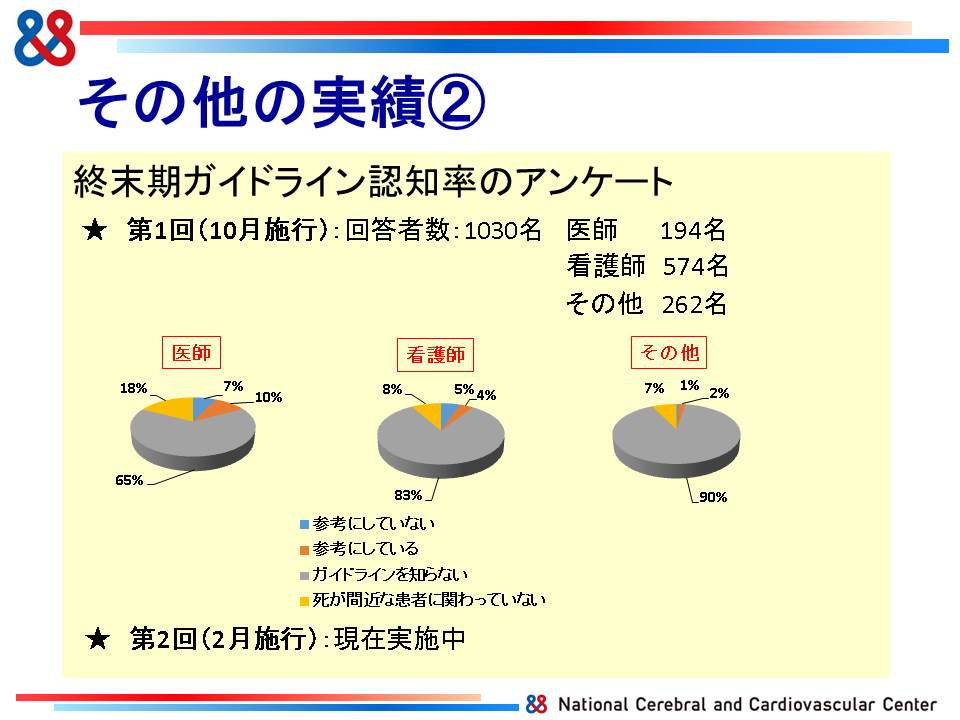 その他の実績②
終末期ガイドライン認知率のアンケート
★ 第1回(10月施行):回答者数:1030名 医師 194名
看護師 574名
その他 262名
医師
看護師
その他
18% 7% 10% 65%
8% 5% 4% 83%
7% 1% 2% 90%
参考にしていない
参考にしている
ガイドラインを知らない
死が間近な患者に関わっていない
★ 第2回(2月施行):現在実施中
National Cerebral and Cardiovascular Center